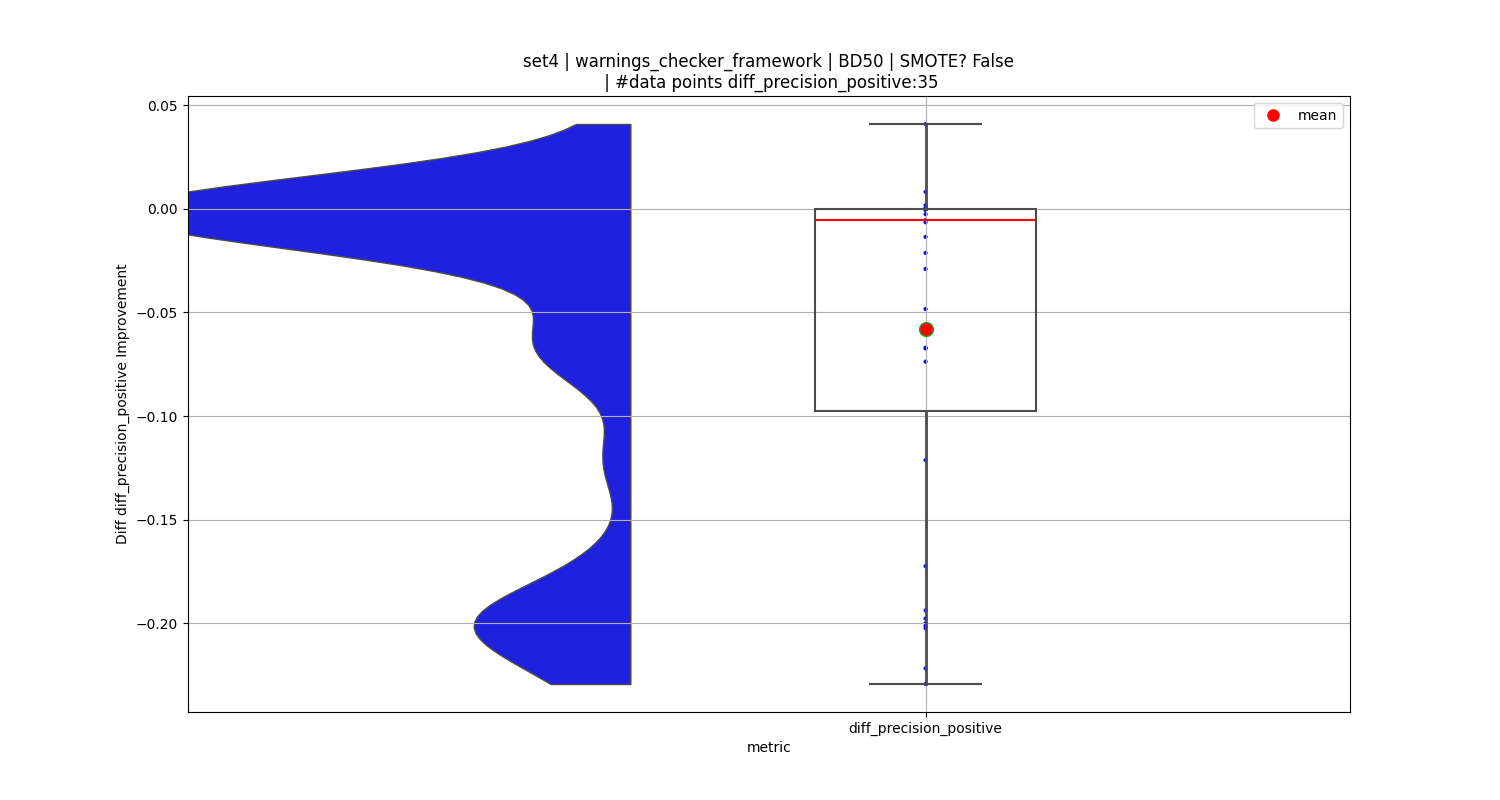 set4 | warnings_checker_framework | BD50 | SMOTE? False
| #data points diff_precision_positive:35
mean
0.05
0.00
−0.05
−0.10
−0.15
−0.20
Diff diff_precision_positive Improvement
diff_precision_positive
metric